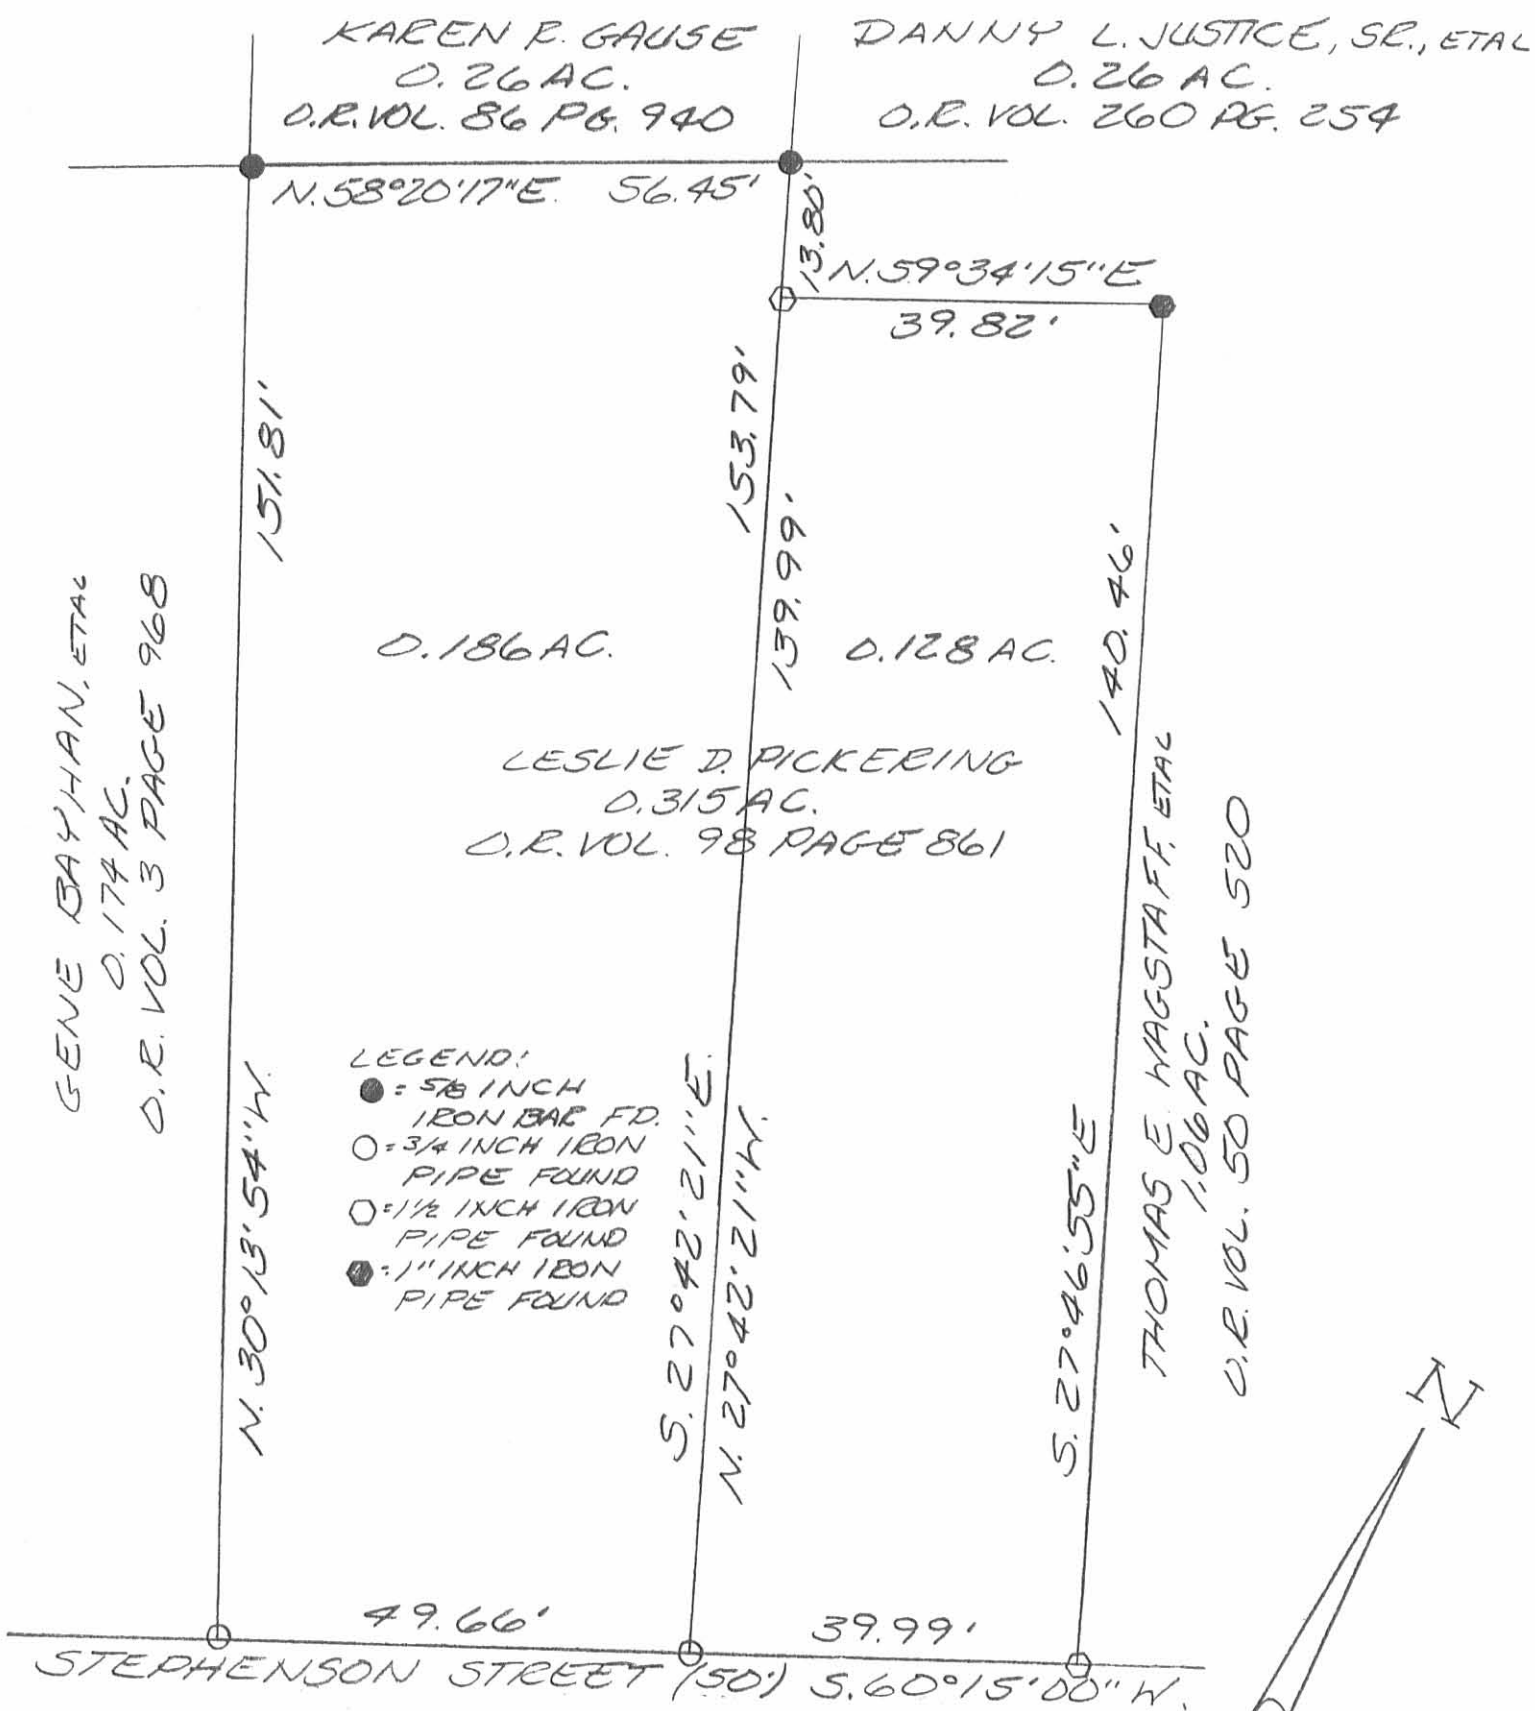 KAREN R. GAUSE
0.26 AC.
O.R. VOL. 86 PG. 940
DANNY L. JUSTICE, SR., ETAL
0.26 AC.
O.R. VOL. 260 PG. 254
N.58°20'17"E. 56.45'
13.80'
N.59°34'15"E
39.82'
151.81'
153.79'
139.99'
140.46'
0.186 AC.
0.128 AC.
LESLIE D. PICKERING
0.315 AC.
O.R. VOL. 98 PAGE 861
GENE BAYHAN, ETAL
0.174 AC.
O.R. VOL. 3 PAGE 968
THOMAS E. WAGSTAFF, ETAL
1.06 AC.
O.R. VOL. 50 PAGE 520
LEGEND:
= 5/8 INCH
IRON BAR FD.
= 3/4 INCH IRON
PIPE FOUND
= 1 1/2 INCH IRON
PIPE FOUND
= 1" INCH IRON
PIPE FOUND
N. 30°13'54"W.
S. 27°42'21"E.
N. 27°42'21"W.
S. 27°46'55"E
N
49.66'
39.99'
STEPHENSON STREET (50') S.60°15'00"W.